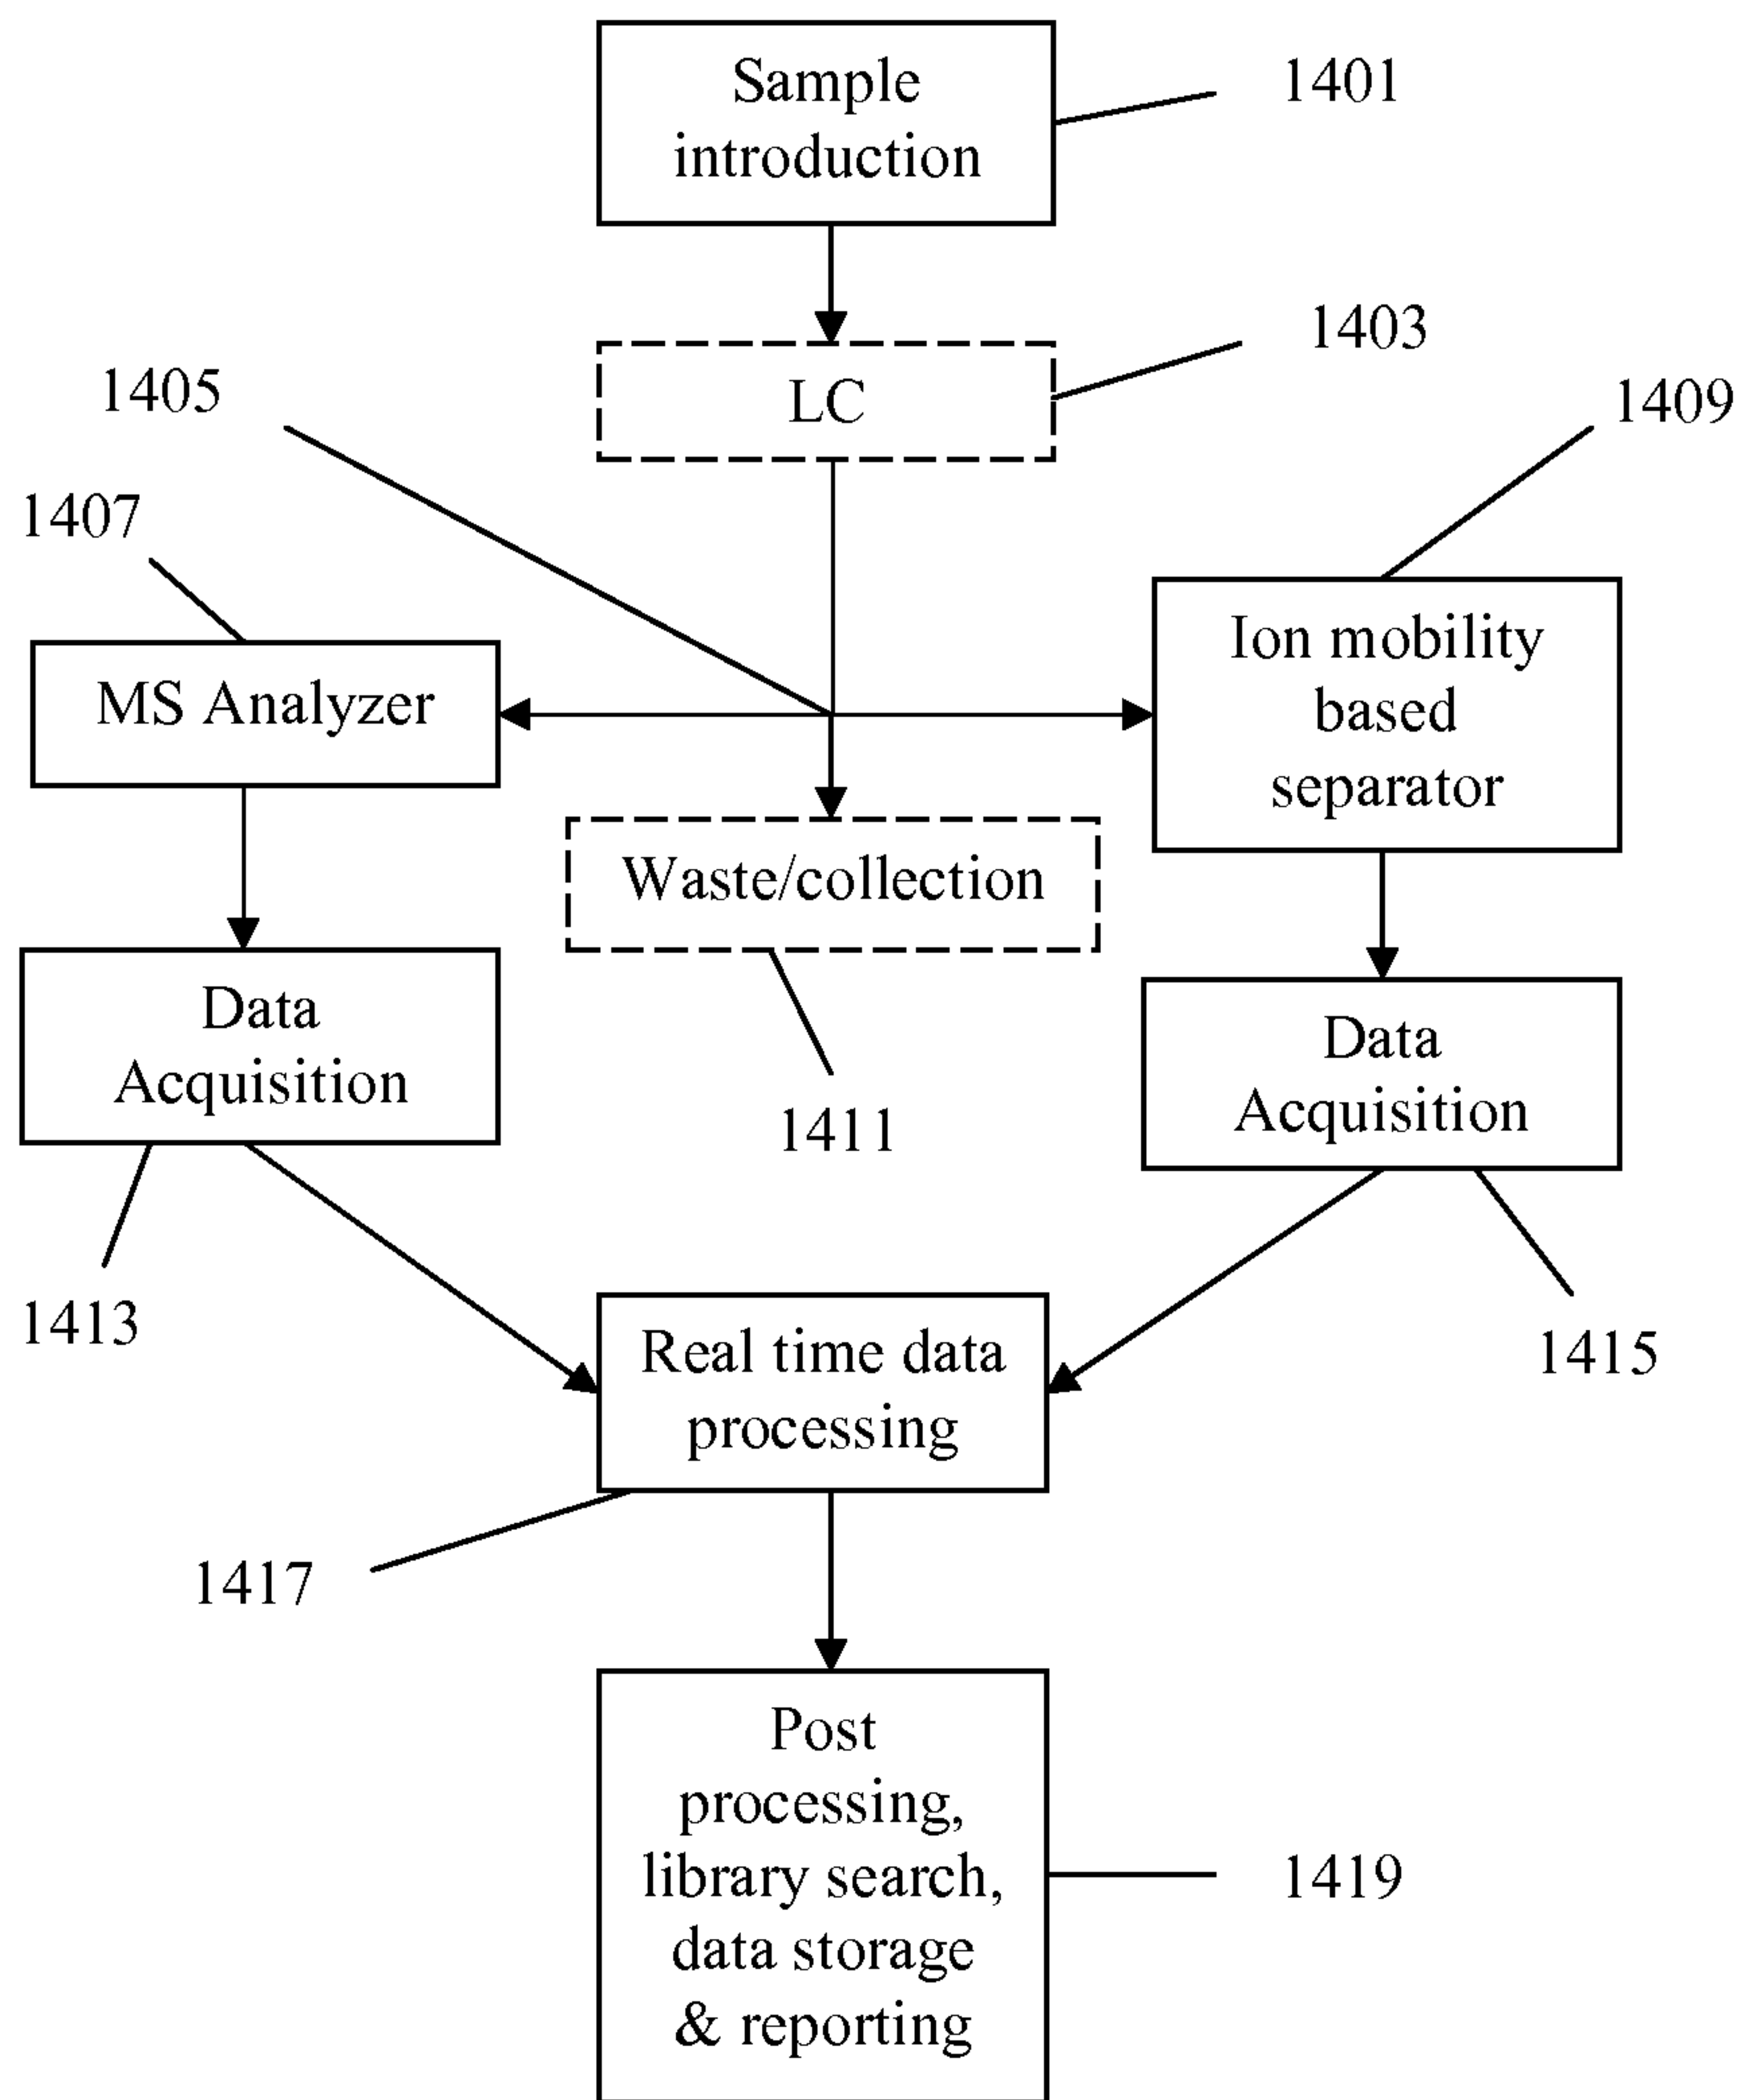 Sample
introduction
1401
LC
1403
1405
1409
1407
MS Analyzer
Ion mobility
based
separator
Waste/collection
1411
Data
Acquisition
1413
Data
Acquisition
1415
Real time data
processing
1417
Post
processing,
library search,
data storage
& reporting
1419